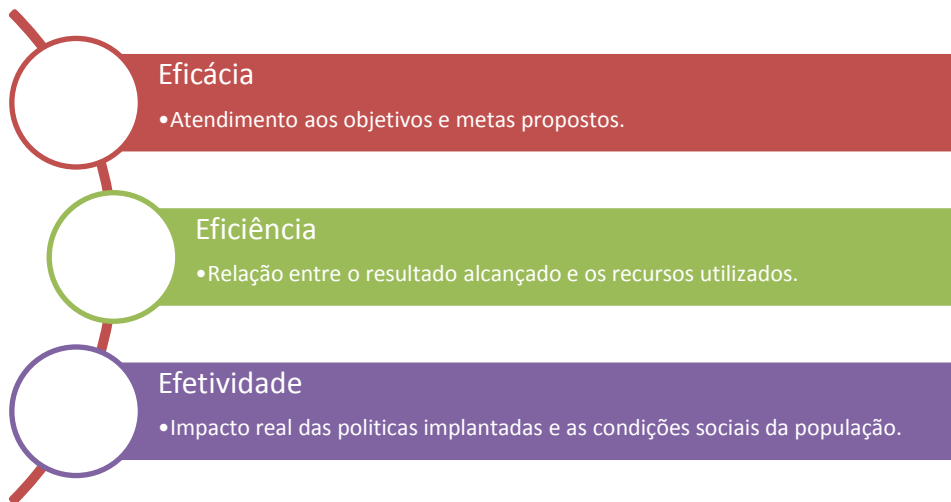 Eficácia
•Atendimento aos objetivos e metas propostos.
Eficiência
•Relação entre o resultado alcançado e os recursos utilizados.
Efetividade
•Impacto real das politicas implantadas e as condições sociais da população.